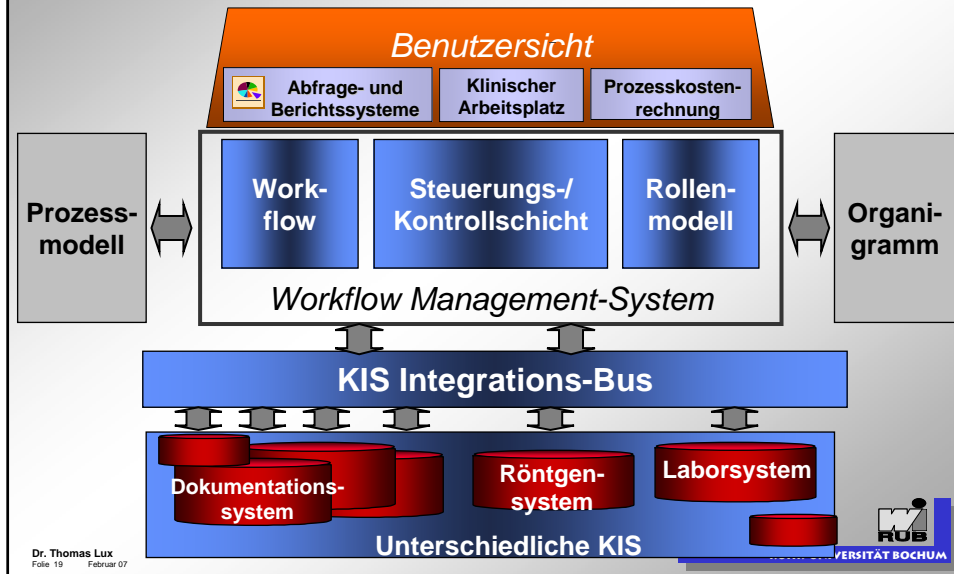 Benutzersicht
Abfrage- und
Berichtssysteme
Klinischer
Arbeitsplatz
Prozesskosten-
rechnung
Prozess-
modell
Work-
flow
Steuerungs-/
Kontrollschicht
Rollen-
modell
Organi-
gramm
Workflow Management-System
KIS Integrations-Bus
Dokumentations-
system
Röntgen-
system
Laborsystem
Unterschiedliche KIS
Dr. Thomas Lux
Folie 19 Februar 07
Wi
RUB
BOCHUM